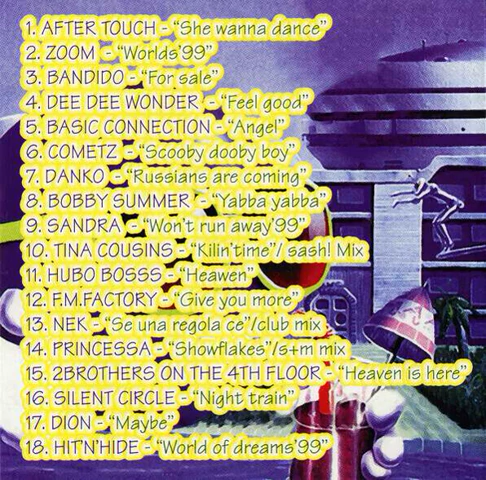 1. AFTER TOUCH - "She wanna dance"
2. ZOOM - "Worlds'99"
3. BANDIDO - "For sale"
4. DEE DEE WONDER - "Feel good"
5. BASIC CONNECTION - "Angel"
6. COMETZ - "Scooby dooby boy"
7. DANKO - "Russians are coming"
8. BOBBY SUMMER - "Yabba yabba"
9. SANDRA - "Won't run away'99"
10. TINA COUSINS - "Kilin'time"/ sash! Mix
11. HUBO BOSSS - "Heawen"
12. F.M.FACTORY - "Give you more"
13. NEK - "Se una regola ce"/club mix
14. PRINCESSA - "Showflakes"/s+m mix
15. 2BROTHERS ON THE 4TH FLOOR - "Heawen is here"
16. SILENT CIRCLE - "Night train"
17. DION - "Maybe"
18. HIT'N'HIDE - "World of dreams'99"